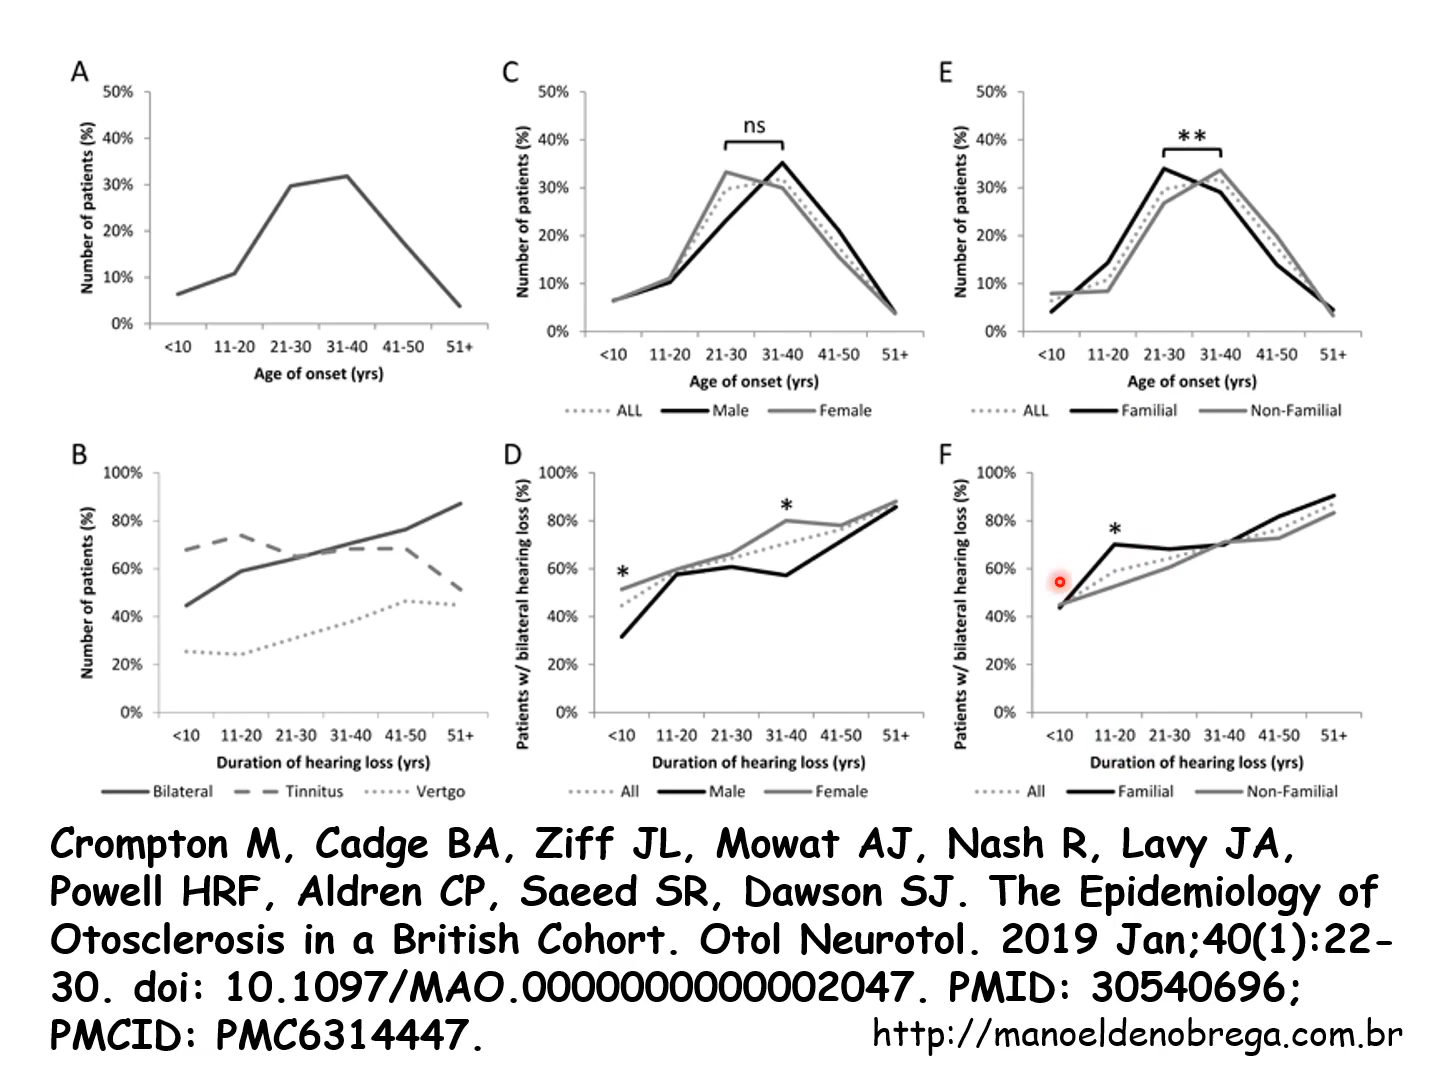 A
50%
40%
30%
20%
10%
0%
Number of patients (%)
<10 11-20 21-30 31-40 41-50 51+
Age of onset (yrs)
C
50%
40%
30%
20%
10%
0%
Number of patients (%)
ns
<10 11-20 21-30 31-40 41-50 51+
Age of onset (yrs)
ALL Male Female
E
50%
40%
30%
20%
10%
0%
Number of patients (%)
**
<10 11-20 21-30 31-40 41-50 51+
Age of onset (yrs)
ALL Familial Non-Familial
B
100%
80%
60%
40%
20%
0%
Number of patients (%)
<10 11-20 21-30 31-40 41-50 51+
Duration of hearing loss (yrs)
Bilateral Tinnitus Vertgo
D
100%
80%
60%
40%
20%
0%
Patients w/ bilateral hearing loss (%)
*
*
<10 11-20 21-30 31-40 41-50 51+
Duration of hearing loss (yrs)
All Male Female
F
100%
80%
60%
40%
20%
0%
Patients w/ bilateral hearing loss (%)
*
<10 11-20 21-30 31-40 41-50 51+
Duration of hearing loss (yrs)
All Familial Non-Familial
Crompton M, Cadge BA, Ziff JL, Mowat AJ, Nash R, Lavy JA,
Powell HRF, Aldren CP, Saeed SR, Dawson SJ. The Epidemiology of
Otosclerosis in a British Cohort. Otol Neurotol. 2019 Jan;40(1):22-
30. doi: 10.1097/MAO.0000000000002047. PMID: 30540696;
PMCID: PMC6314447.
http://manoeldenobrega.com.br